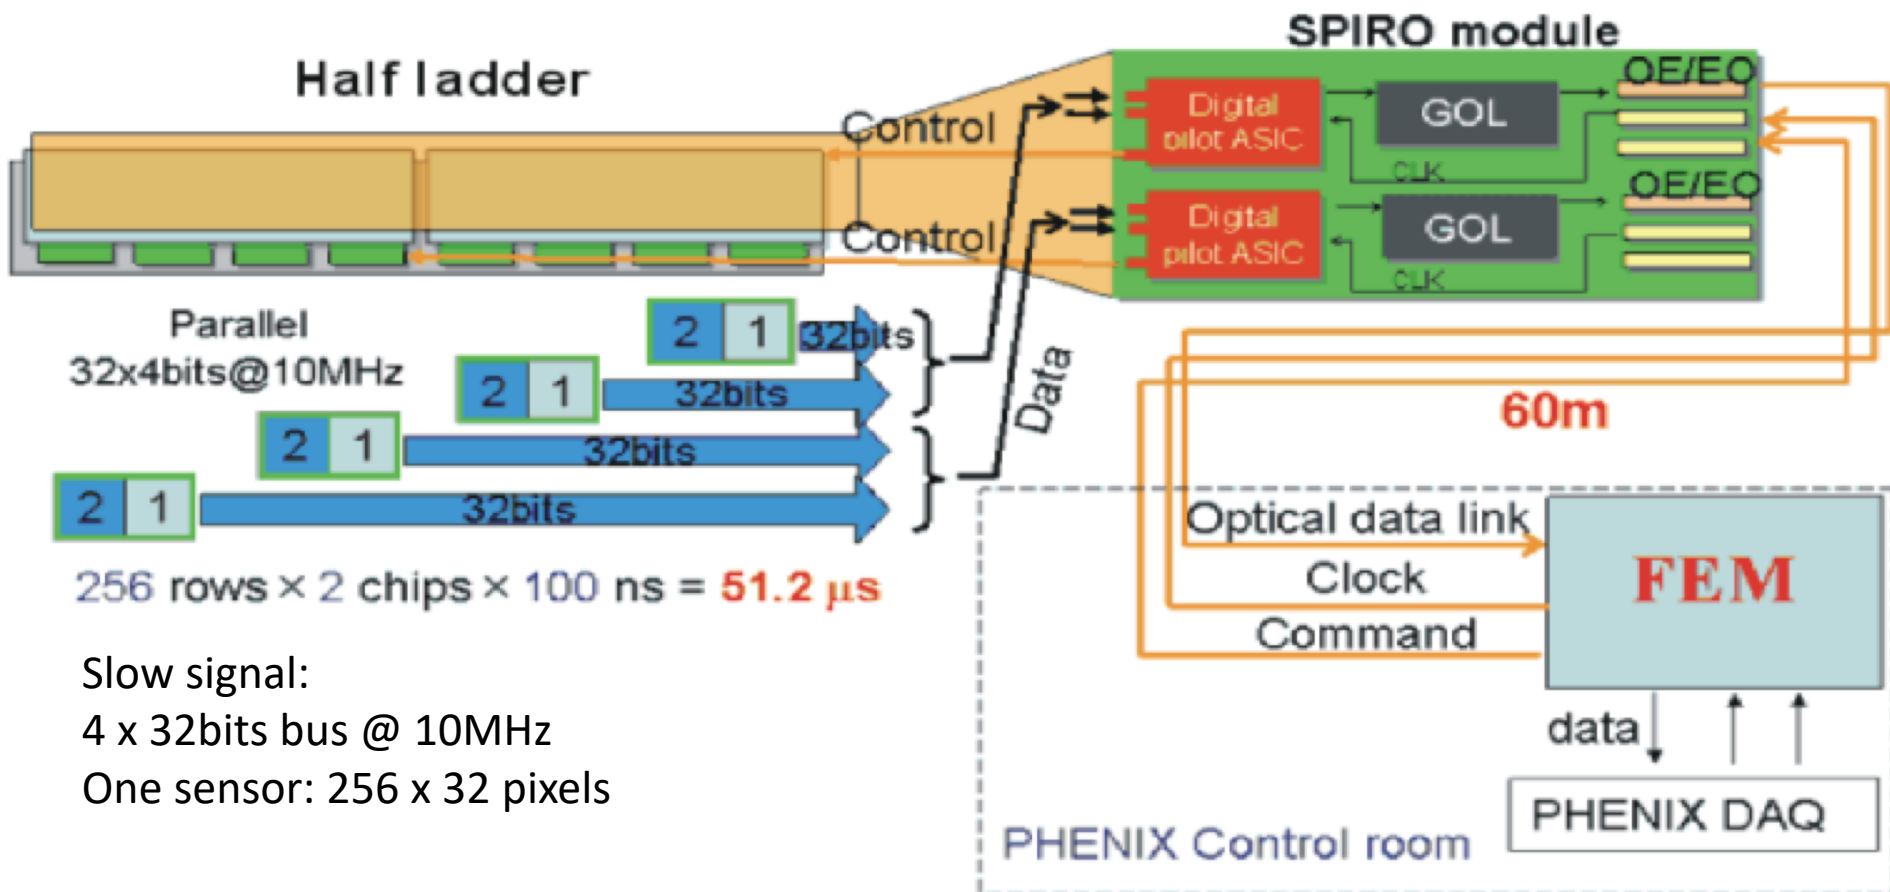 SPIRO module
Half ladder
OE/EO
Control
Digital
pilot ASIC
GOL
CLK
OE/EO
Control
Digital
pilot ASIC
GOL
CLK
Parallel
32x4bits@10MHz
2 1 32bits
2 1 32bits
2 1 32bits
2 1 32bits
Data
60m
256 rows × 2 chips × 100 ns = 51.2 μs
Optical data link
Clock
Command
FEM
Slow signal:
4 x 32bits bus @ 10MHz
One sensor: 256 x 32 pixels
data
PHENIX DAQ
PHENIX Control room